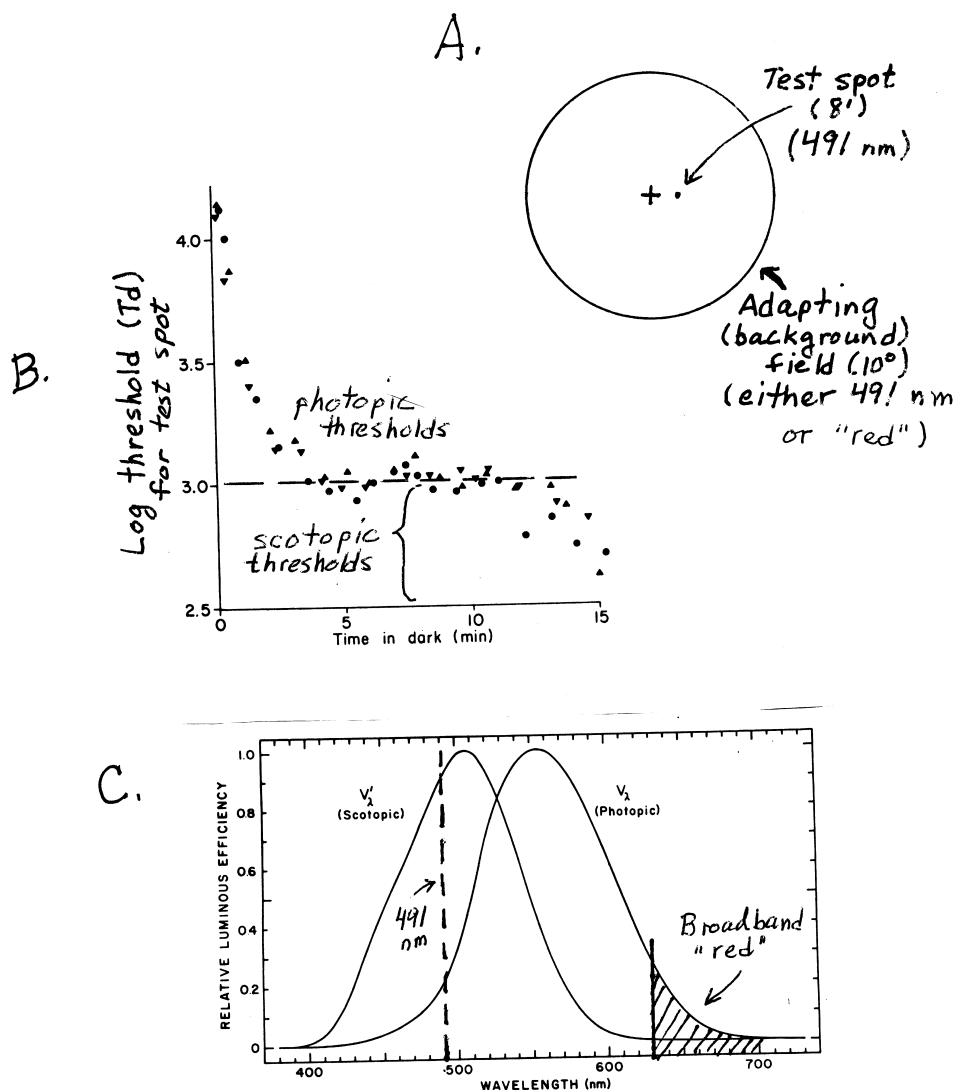 A.
Test spot
(8')
(491 nm)
Adapting
(background)
field (10°)
(either 491 nm
or "red")
B.
Log threshold (Td)
for test spot
4.0
3.5
3.0
2.5
photopic
thresholds
scotopic
thresholds
0
5
10
15
Time in dark (min)
C.
RELATIVE LUMINOUS EFFICIENCY
1.0
0.8
0.6
0.4
0.2
0
V'λ
(Scotopic)
Vλ
(Photopic)
491
nm
Broadband
"red"
400
500
600
700
WAVELENGTH (nm)